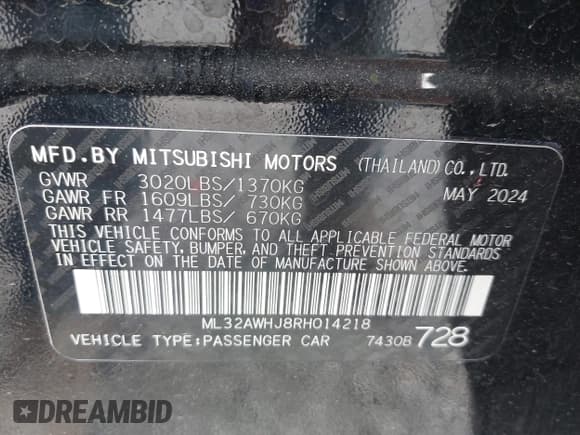 MFD.BY MITSUBISHI MOTORS (THAILAND) CO., LTD.
GVWR 3020LBS/1370KG MAY 2024
GAWR FR 1609LBS/ 730KG
GAWR RR 1477LBS/ 670KG
THIS VEHICLE CONFORMS TO ALL APPLICABLE FEDERAL MOTOR
VEHICLE SAFETY, BUMPER, AND THEFT PREVENTION STANDARDS
IN EFFECT ON THE DATE OF MANUFACTURE SHOWN ABOVE.
ML32AWHJ8RH014218
VEHICLE TYPE:PASSENGER CAR 7430B 728
DREAMBID